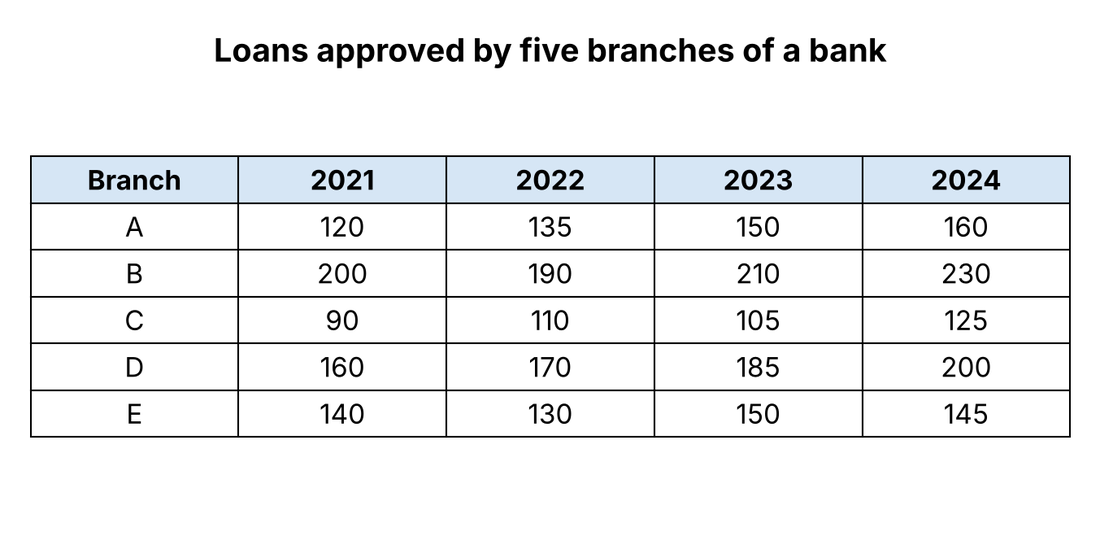 Loans approved by five branches of a bank
Branch 2021 2022 2023 2024
A 120 135 150 160
B 200 190 210 230
C 90 110 105 125
D 160 170 185 200
E 140 130 150 145